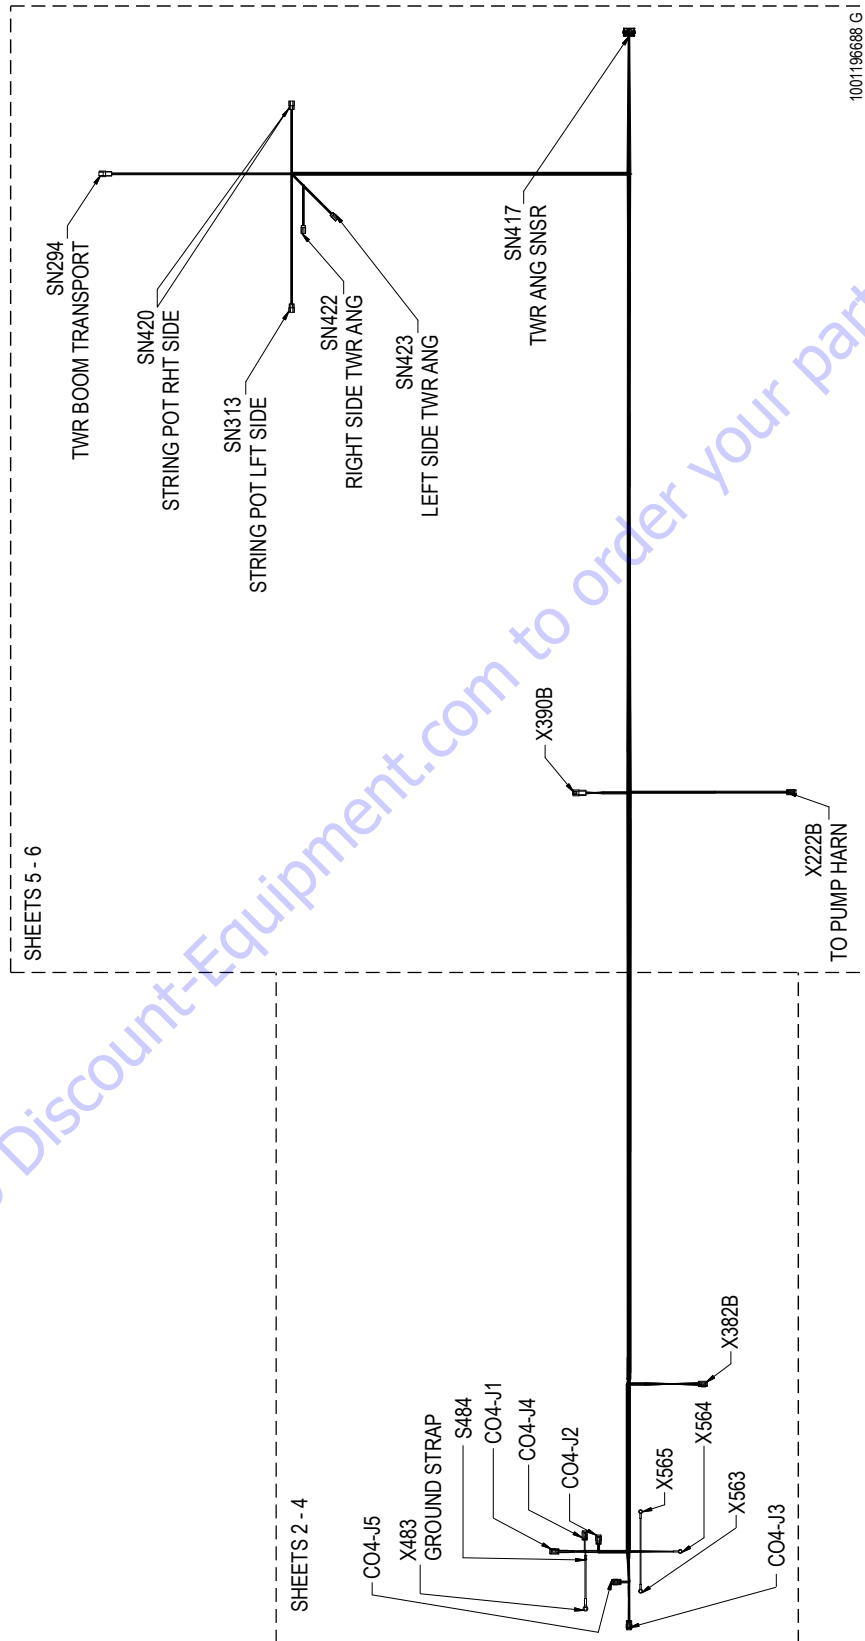 SHEETS 2 - 4
CO4-J5
X483
GROUND STRAP
S484
CO4-J1
CO4-J4
CO4-J2
X565
X564
X563
CO4-J3
X382B
SHEETS 5 - 6
X390B
X222B
TO PUMP HARN
SN294
TWR BOOM TRANSPORT
SN420
STRING POT RHT SIDE
SN313
STRING POT LFT SIDE
SN422
RIGHT SIDE TWR ANG
SN423
LEFT SIDE TWR ANG
SN417
TWR ANG SNSR
1001196688 G
Discount-Equipment.com to order your part